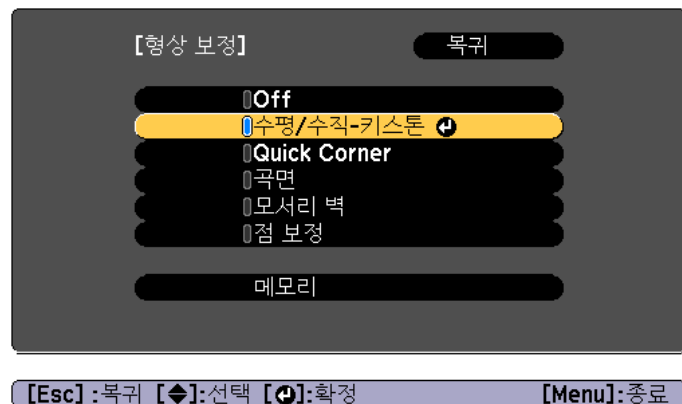 [형상 보정] 복귀
Off
수평/수직-키스톤
Quick Corner
곡면
모서리 벽
점 보정
메모리
[Esc] :복귀 [◆]:선택 [↵]:확정 [Menu]:종료